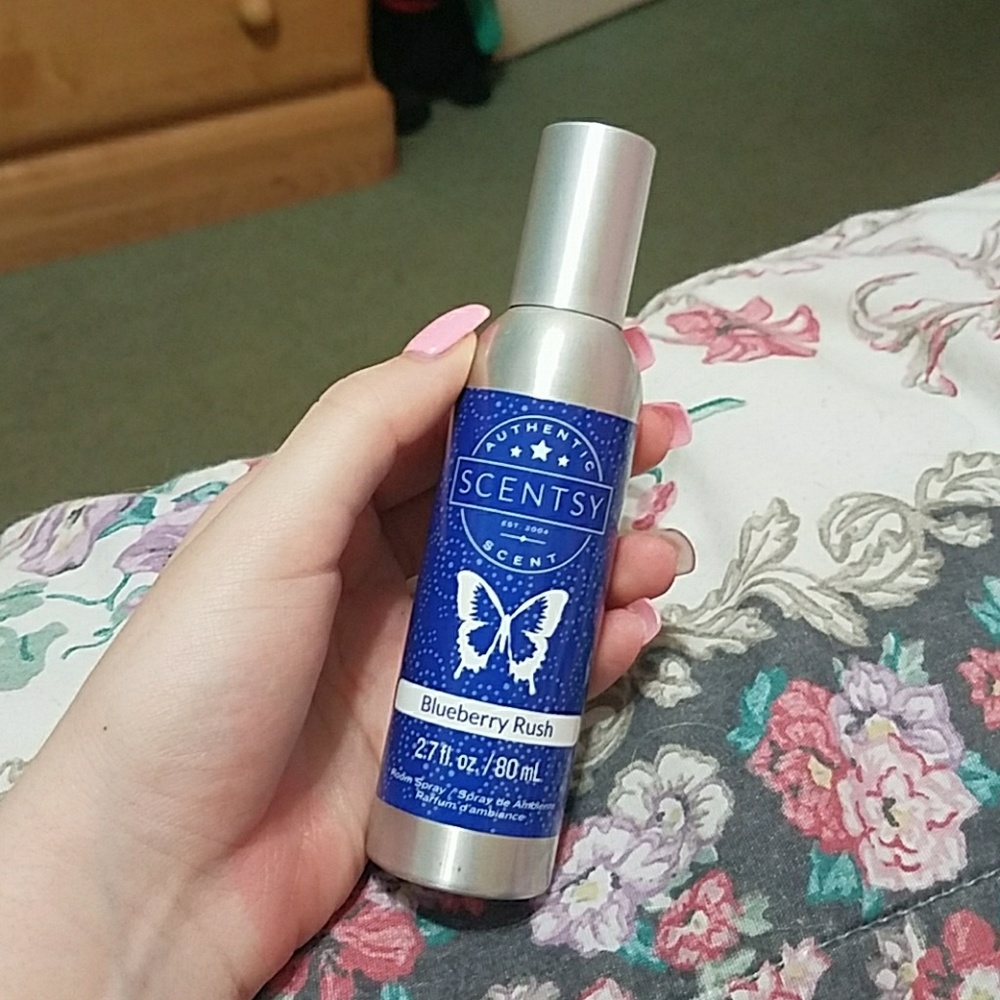 AUTHENTIC
SCENTSY
EST. 2004
SCENT
Blueberry Rush
2.7 fl. oz. / 80 mL
Room Spray / Spray de Ambiente
Parfum d'ambiance